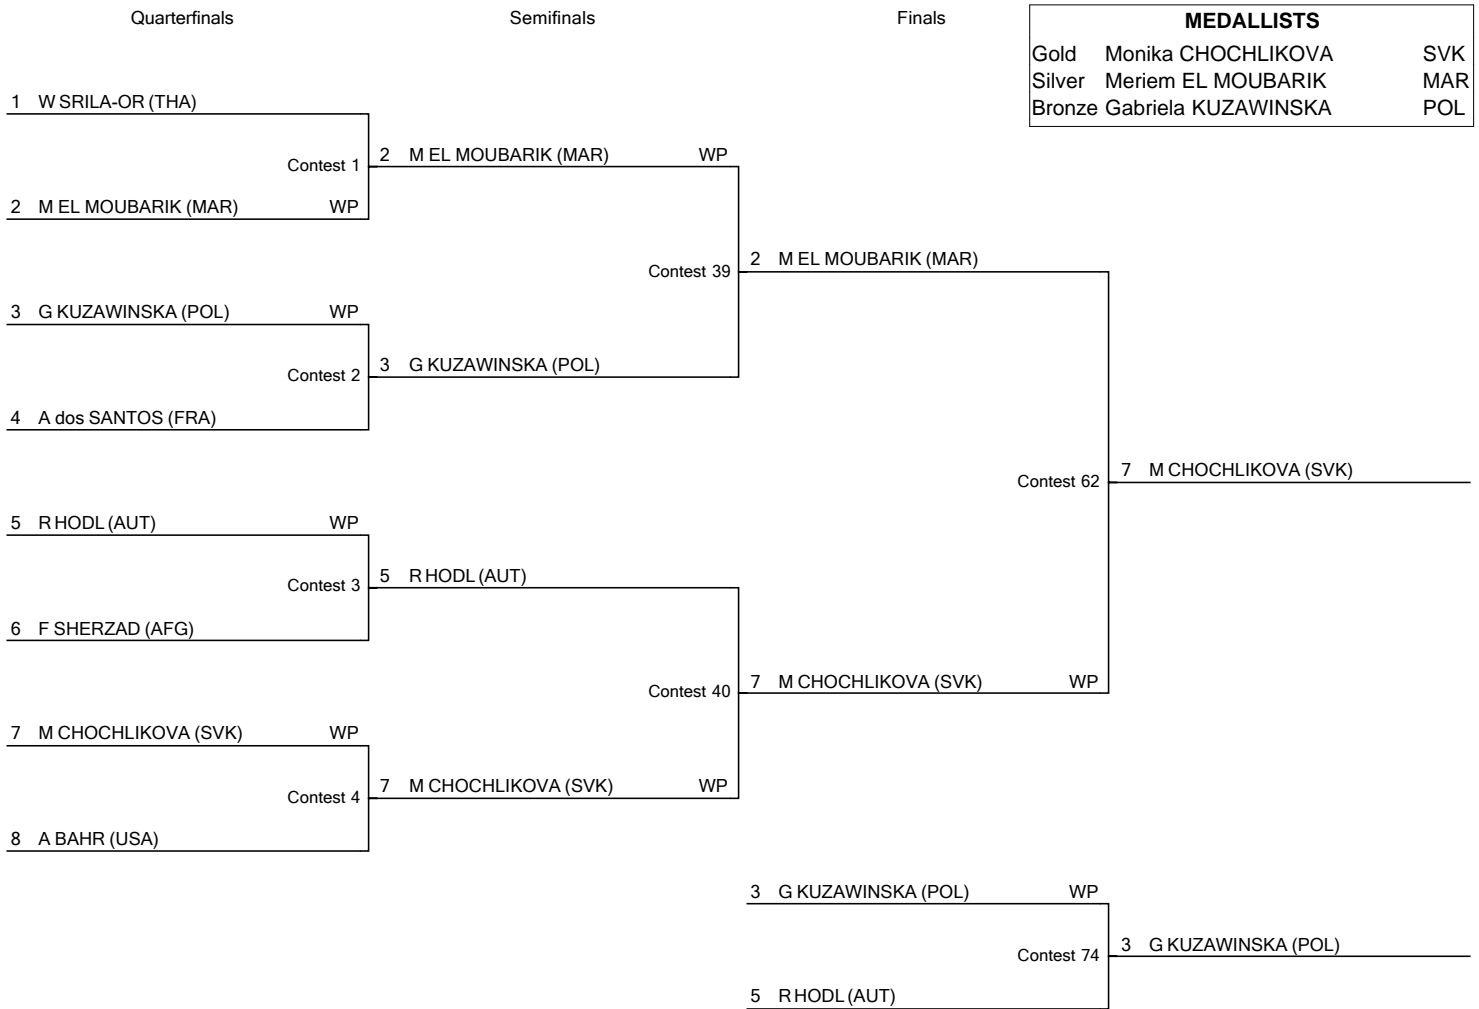 Quarterfinals Semifinals Finals
MEDALLISTS
Gold Monika CHOCHLIKOVA SVK
Silver Meriem EL MOUBARIK MAR
Bronze Gabriela KUZAWINSKA POL
1 W SRILA-OR (THA)
Contest 1
2 M EL MOUBARIK (MAR) WP
2 M EL MOUBARIK (MAR) WP
3 G KUZAWINSKA (POL) WP
Contest 2
4 A dos SANTOS (FRA)
3 G KUZAWINSKA (POL)
Contest 39
2 M EL MOUBARIK (MAR)
5 R HODL (AUT) WP
Contest 3
6 F SHERZAD (AFG)
5 R HODL (AUT)
7 M CHOCHLIKOVA (SVK) WP
Contest 4
8 A BAHR (USA)
7 M CHOCHLIKOVA (SVK) WP
Contest 40
7 M CHOCHLIKOVA (SVK) WP
Contest 62
7 M CHOCHLIKOVA (SVK)
3 G KUZAWINSKA (POL) WP
Contest 74
5 R HODL (AUT)
3 G KUZAWINSKA (POL)